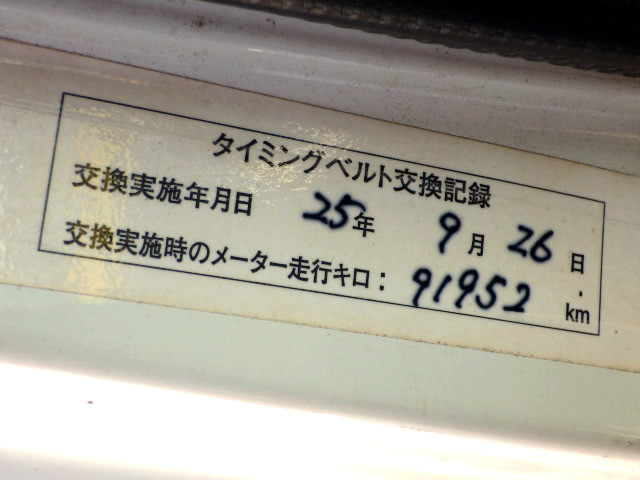 タイミングベルト交換記録
交換実施年月日 25年 9月 26日
交換実施時のメーター走行キロ: 91952 km